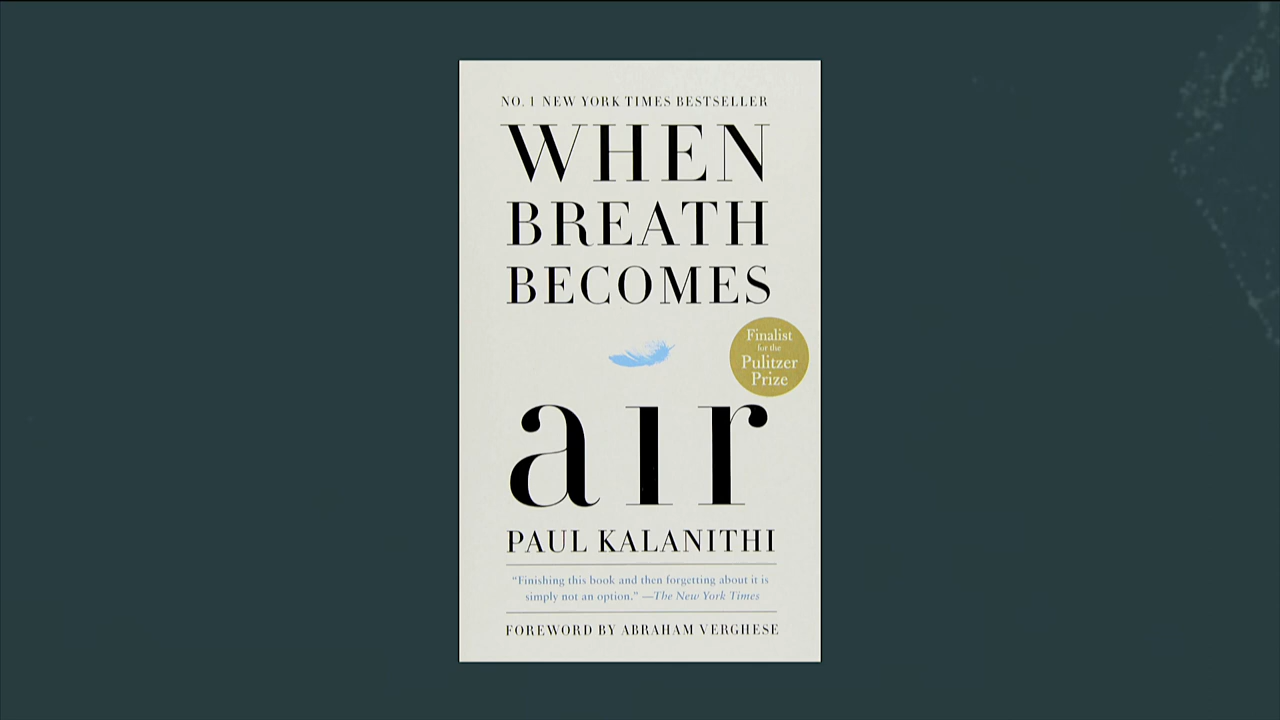 NO. 1 NEW YORK TIMES BESTSELLER
WHEN
BREATH
BECOMES
Finalist
for the
Pulitzer
Prize
aır
PAUL KALANITHI
“Finishing this book and then forgetting about it is
simply not an option.” —The New York Times
FOREWORD BY ABRAHAM VERGHESE